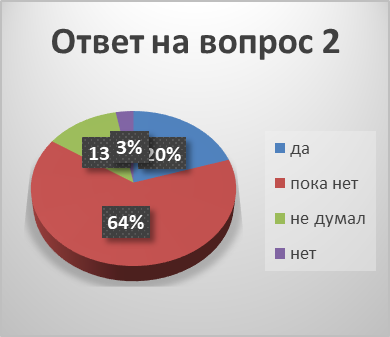 Ответ на вопрос 2
3%
13
20%
64%
да
пока нет
не думал
нет